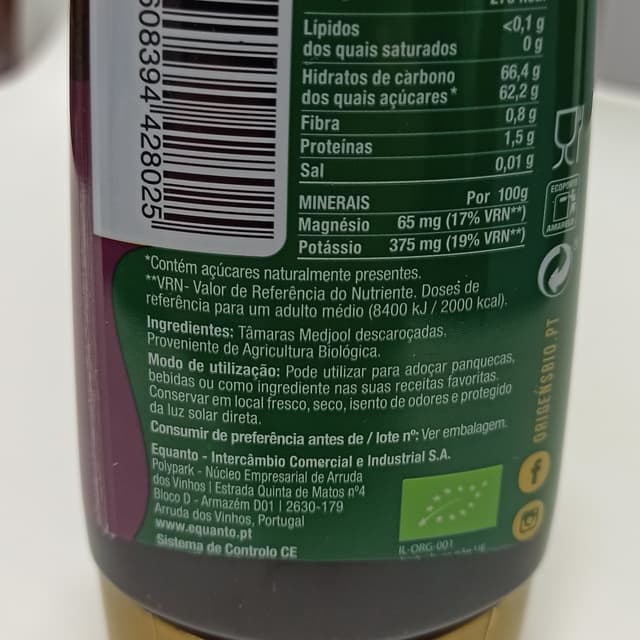 Lípidos <0,1 g
dos quais saturados 0 g
Hidratos de carbono 66,4 g
dos quais açúcares* 62,2 g
Fibra 0,8 g
Proteínas 1,5 g
Sal 0,01 g
MINERAIS Por 100g
Magnésio 65 mg (17% VRN**)
Potássio 375 mg (19% VRN**)
*Contém açúcares naturalmente presentes.
**VRN- Valor de Referência do Nutriente. Doses de
referência para um adulto médio (8400 kJ / 2000 kcal).
Ingredientes: Tâmaras Medjool descaroçadas.
Proveniente de Agricultura Biológica.
Modo de utilização: Pode utilizar para adoçar panquecas,
bebidas ou como ingrediente nas suas receitas favoritas.
Conservar em local fresco, seco, isento de odores e protegido
da luz solar direta.
Consumir de preferência antes de / lote nº: Ver embalagem.
Equanto - Intercâmbio Comercial e Industrial S.A.
Polypark - Núcleo Empresarial de Arruda
dos Vinhos | Estrada Quinta de Matos nº4
Bloco D - Armazém D01 | 2630-179
Arruda dos Vinhos, Portugal
www.equanto.pt
Sistema de Controlo CE
IL-ORG-001
608394428025
ECOPONTO
AMARELO
ORIGENSBIO.PT